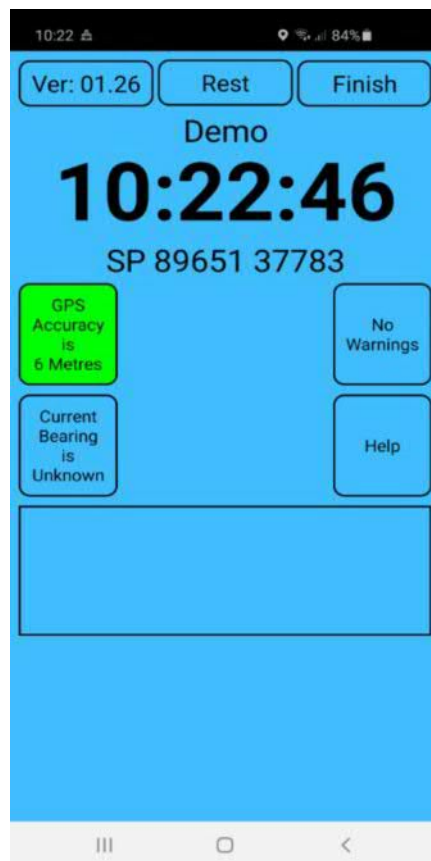 10:22 84%
Ver: 01.26 Rest Finish
Demo
10:22:46
SP 89651 37783
GPS
Accuracy
is
6 Metres
No
Warnings
Current
Bearing
is
Unknown
Help